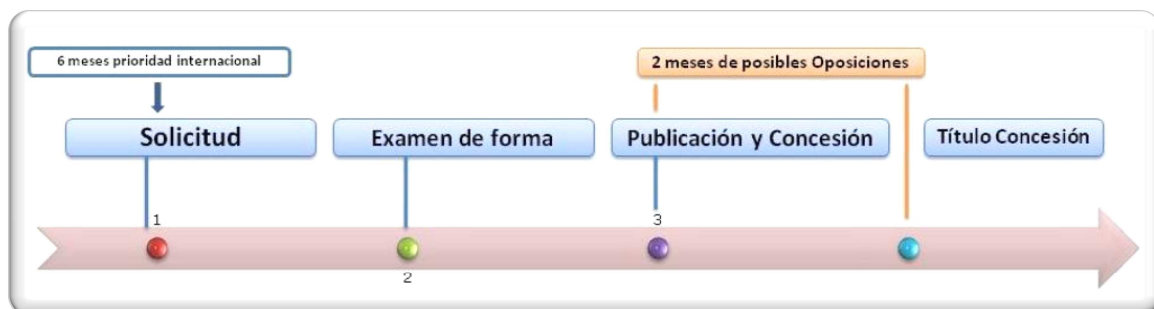 6 meses prioridad internacional
2 meses de posibles Oposiciones
Solicitud
Examen de forma
Publicación y Concesión
Título Concesión
1
3
2